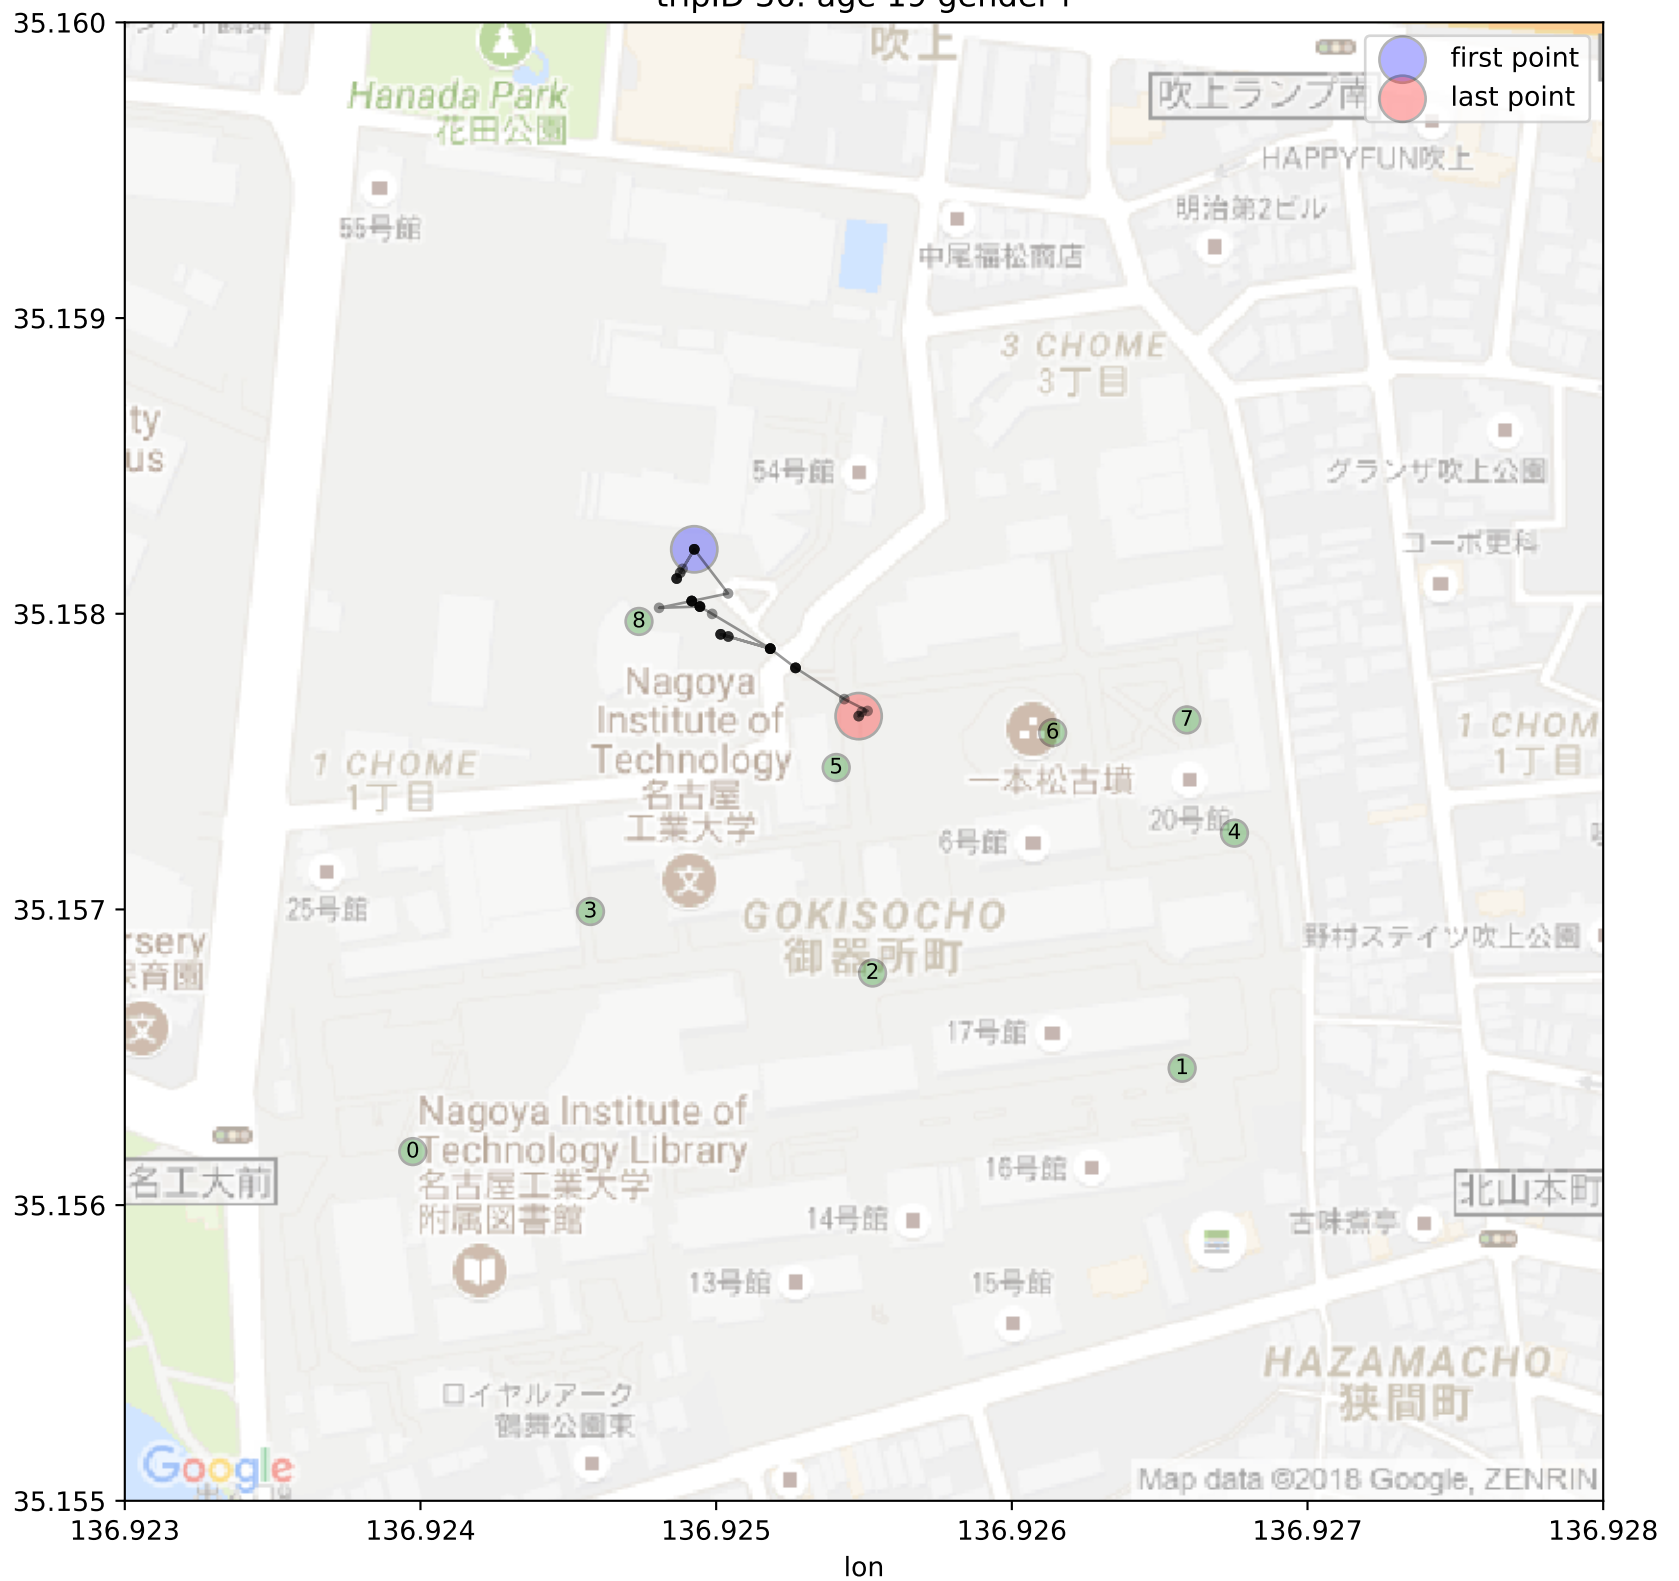 35.160
first point
last point
吹上
吹上ランプ南
Hanada Park
花田公園
HAPPYFUN吹上
明治第2ビル
55号館
中尾福松商店
35.159
3 CHOME
3丁目
ty
us
54号館
グランザ吹上公園
コーポ更科
35.158
8
Nagoya
Institute of
Technology
名古屋
工業大学
7
6
5
1 CHOME
1丁目
一本松古墳
1 CHOM
1丁目
20号館
4
6号館
25号館
3
35.157
GOKISOCHO
御器所町
2
野村ステイツ吹上公園
rsery
育園
17号館
1
Nagoya Institute of
Technology Library
名古屋工業大学
附属図書館
0
名工大前
16号館
北山本町
35.156
14号館
古味煮亭
13号館
15号館
HAZAMACHO
狭間町
ロイヤルアーク
鶴舞公園東
Google
Map data ©2018 Google, ZENRIN
35.155
136.923
136.924
136.925
136.926
136.927
136.928
lon